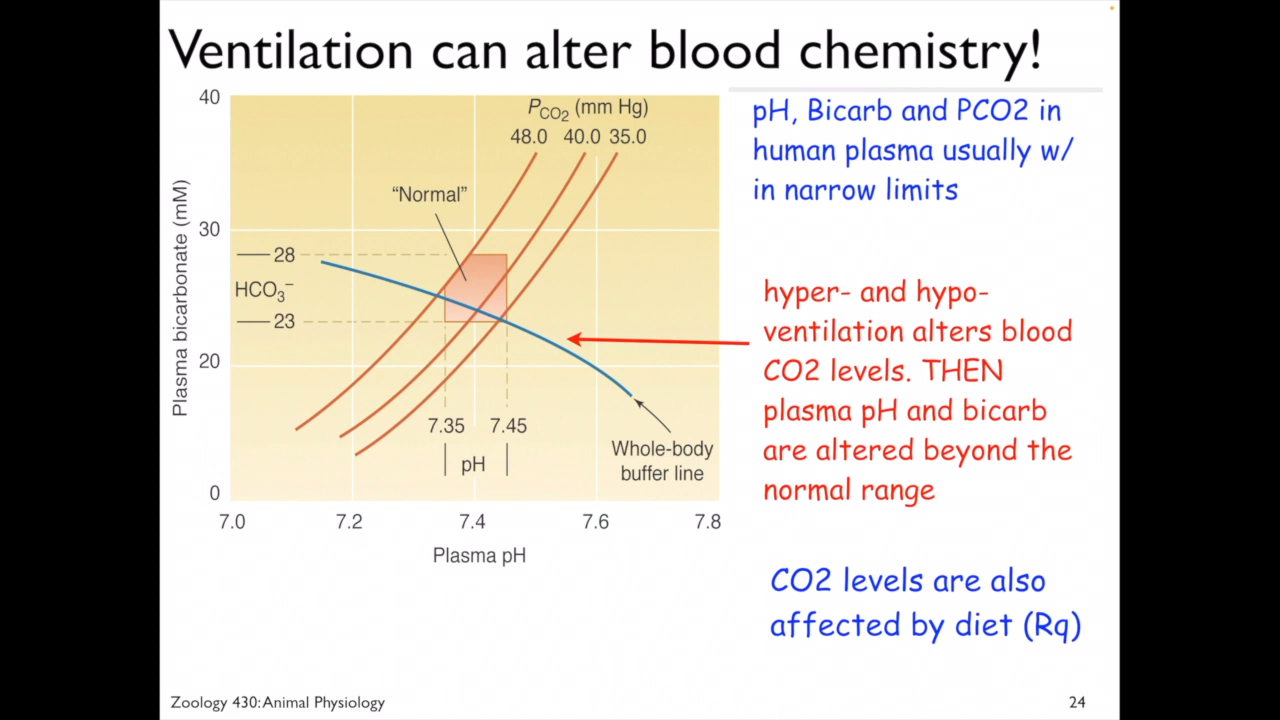 Ventilation can alter blood chemistry!
40
30
20
0
Plasma bicarbonate (mM)
28
HCO₃⁻
23
P_CO₂ (mm Hg)
48.0 40.0 35.0
“Normal”
7.35 7.45
pH
Whole-body
buffer line
7.0 7.2 7.4 7.6 7.8
Plasma pH
pH, Bicarb and PCO2 in
human plasma usually w/
in narrow limits
hyper- and hypo-
ventilation alters blood
CO2 levels. THEN
plasma pH and bicarb
are altered beyond the
normal range
CO2 levels are also
affected by diet (Rq)
Zoology 430: Animal Physiology
24